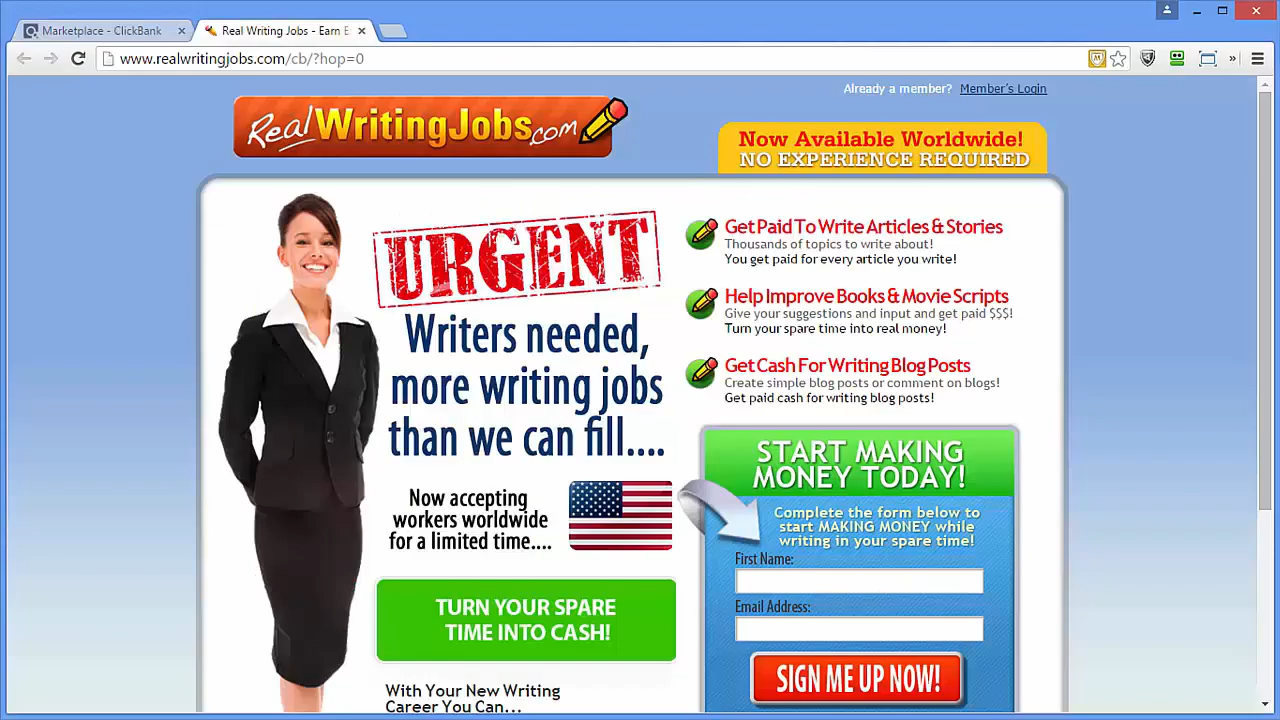 Marketplace - ClickBank
Real Writing Jobs - Earn E
www.realwritingjobs.com/cb/?hop=0
Already a member? Member's Login
RealWritingJobs.com
Now Available Worldwide!
NO EXPERIENCE REQUIRED
URGENT
Writers needed,
more writing jobs
than we can fill....
Now accepting
workers worldwide
for a limited time....
TURN YOUR SPARE
TIME INTO CASH!
With Your New Writing
Career You Can...
Get Paid To Write Articles & Stories
Thousands of topics to write about!
You get paid for every article you write!
Help Improve Books & Movie Scripts
Give your suggestions and input and get paid $$$!
Turn your spare time into real money!
Get Cash For Writing Blog Posts
Create simple blog posts or comment on blogs!
Get paid cash for writing blog posts!
START MAKING
MONEY TODAY!
Complete the form below to
start MAKING MONEY while
writing in your spare time!
First Name:
Email Address:
SIGN ME UP NOW!